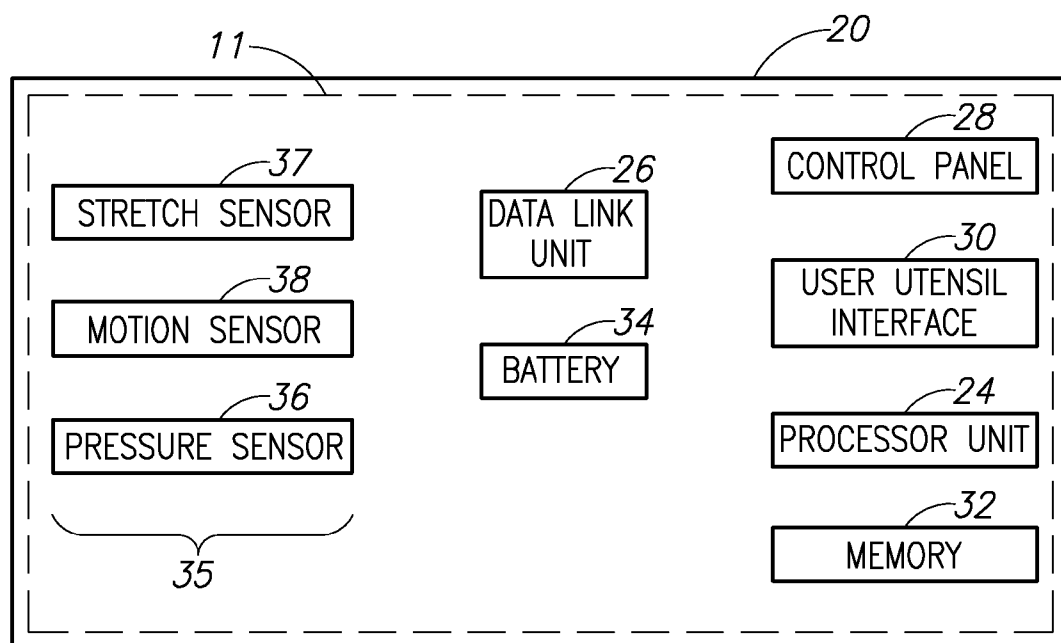 11
20
37
STRETCH SENSOR
38
MOTION SENSOR
36
PRESSURE SENSOR
35
26
DATA LINK
UNIT
34
BATTERY
28
CONTROL PANEL
30
USER UTENSIL
INTERFACE
24
PROCESSOR UNIT
32
MEMORY